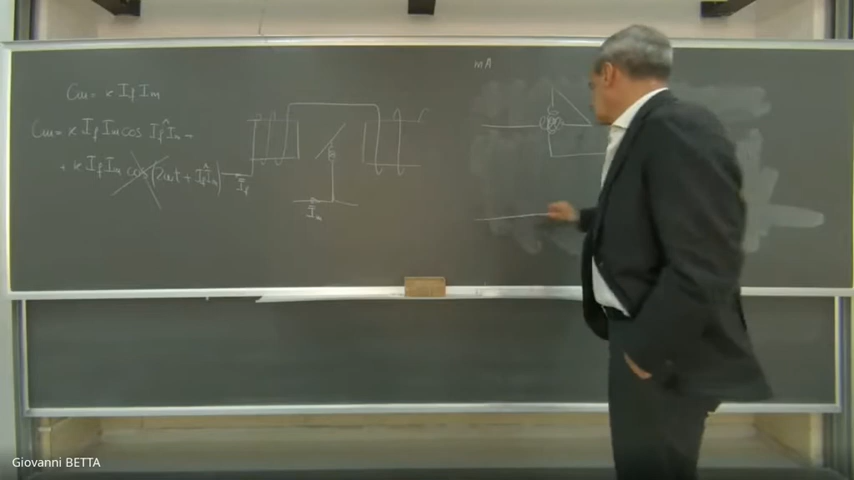 Cm = k If Im
Cm = k If Im cos If^Im -
+ k If Im cos(2ωt + If^Im)
If
Im
mA
Giovanni BETTA